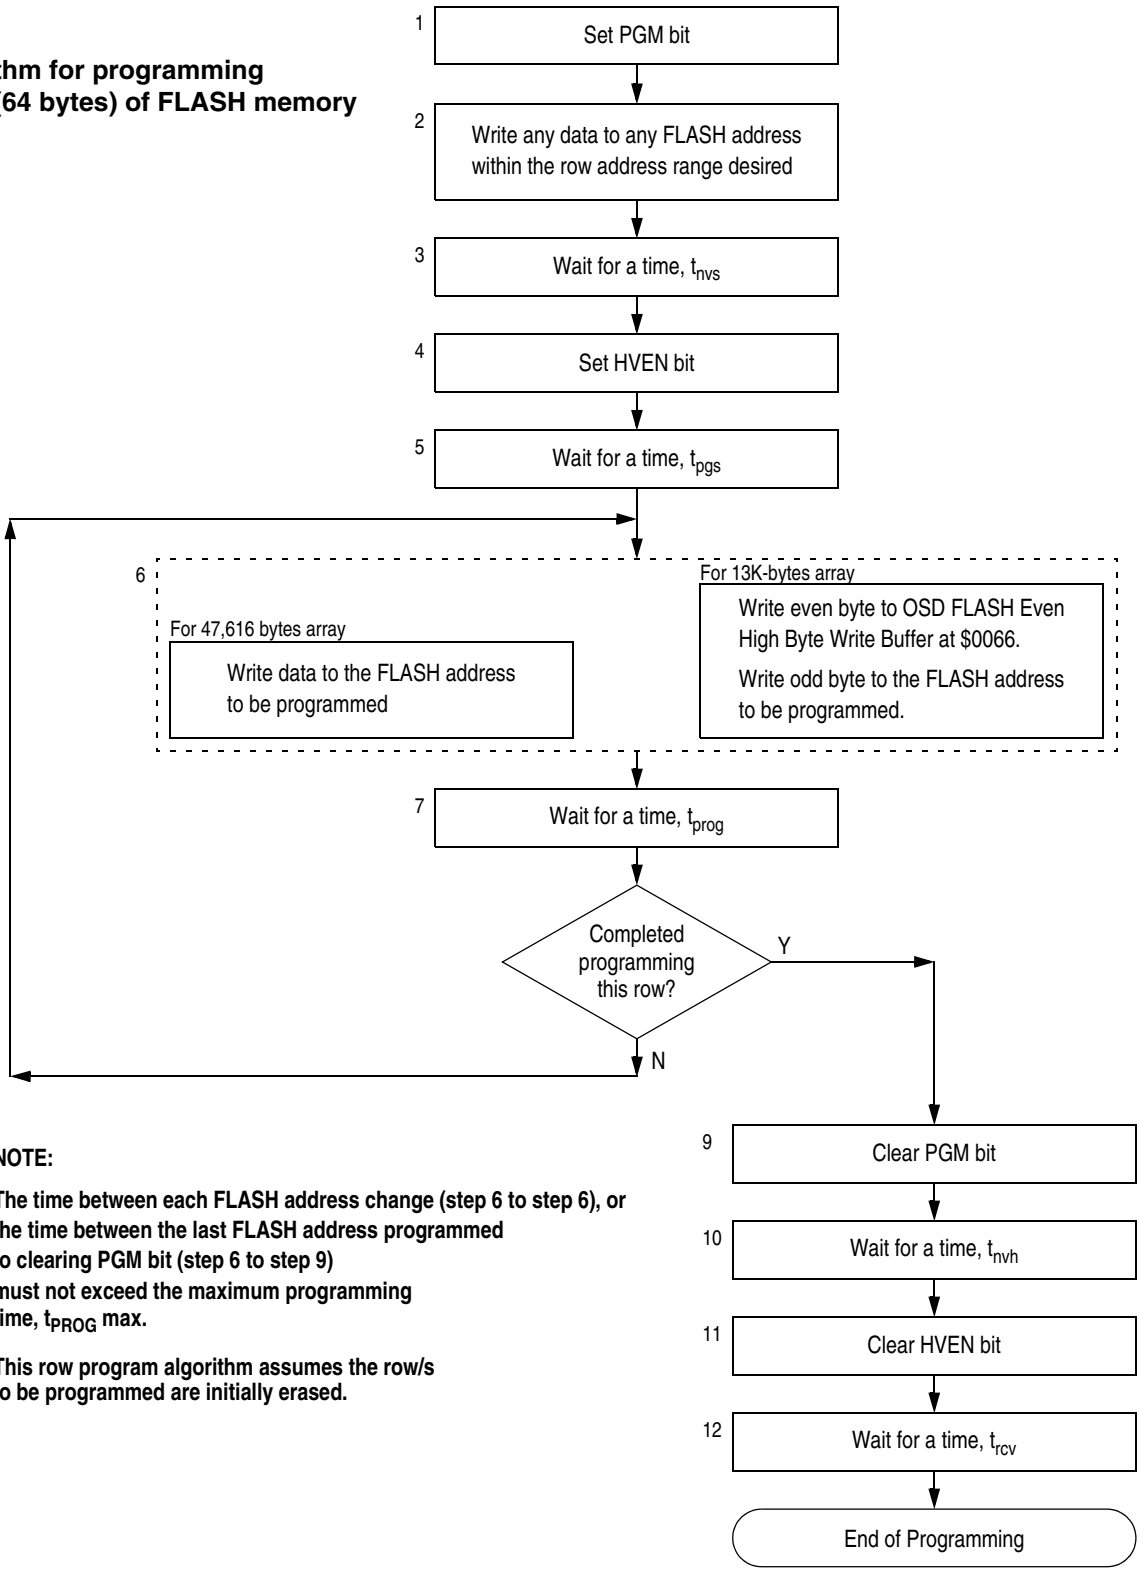 thm for programming
(64 bytes) of FLASH memory
1
Set PGM bit
2
Write any data to any FLASH address
within the row address range desired
3
Wait for a time, tnvs
4
Set HVEN bit
5
Wait for a time, tpgs
6
For 47,616 bytes array
Write data to the FLASH address
to be programmed
For 13K-bytes array
Write even byte to OSD FLASH Even
High Byte Write Buffer at $0066.
Write odd byte to the FLASH address
to be programmed.
7
Wait for a time, tprog
Completed
programming
this row?
Y
N
NOTE:
The time between each FLASH address change (step 6 to step 6), or
the time between the last FLASH address programmed
to clearing PGM bit (step 6 to step 9)
must not exceed the maximum programming
time, tPROG max.
This row program algorithm assumes the row/s
to be programmed are initially erased.
9
Clear PGM bit
10
Wait for a time, tnvh
11
Clear HVEN bit
12
Wait for a time, trcv
End of Programming